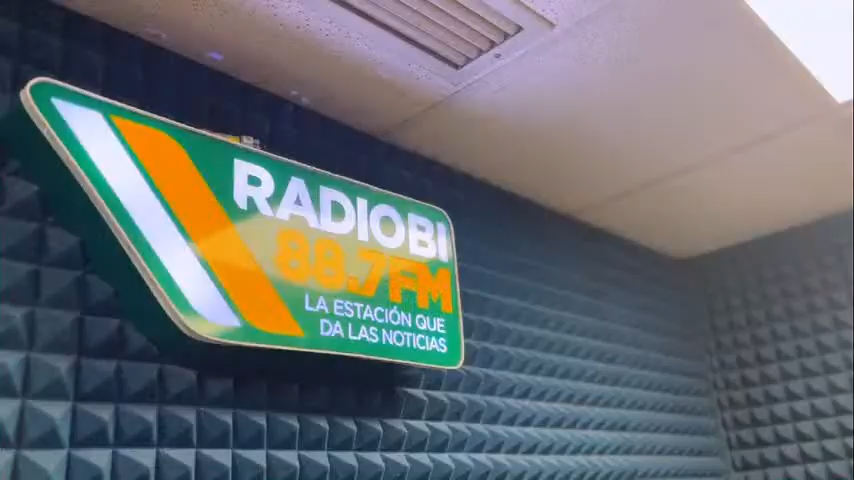 RADIOBI
88.7FM
LA ESTACIÓN QUE
DA LAS NOTICIAS